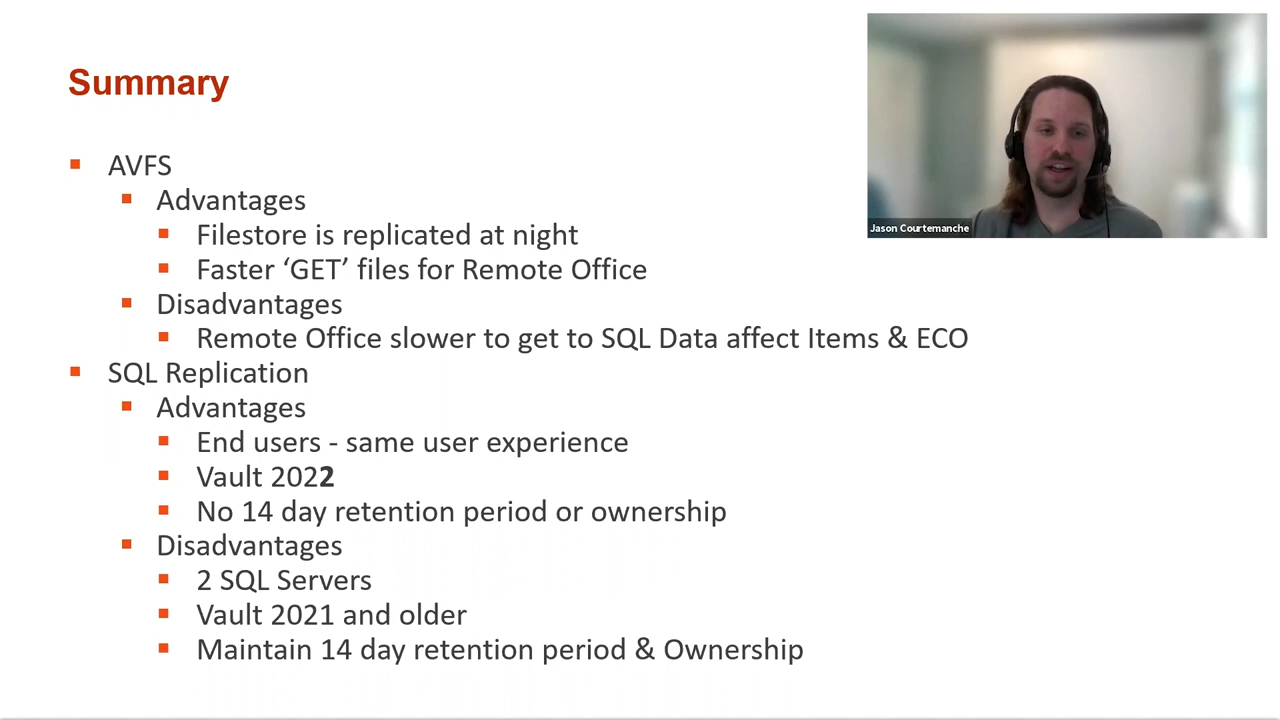 Summary
AVFS
Advantages
Filestore is replicated at night
Faster ‘GET’ files for Remote Office
Disadvantages
Remote Office slower to get to SQL Data affect Items & ECO
SQL Replication
Advantages
End users - same user experience
Vault 2022
No 14 day retention period or ownership
Disadvantages
2 SQL Servers
Vault 2021 and older
Maintain 14 day retention period & Ownership
Jason Courtemanche